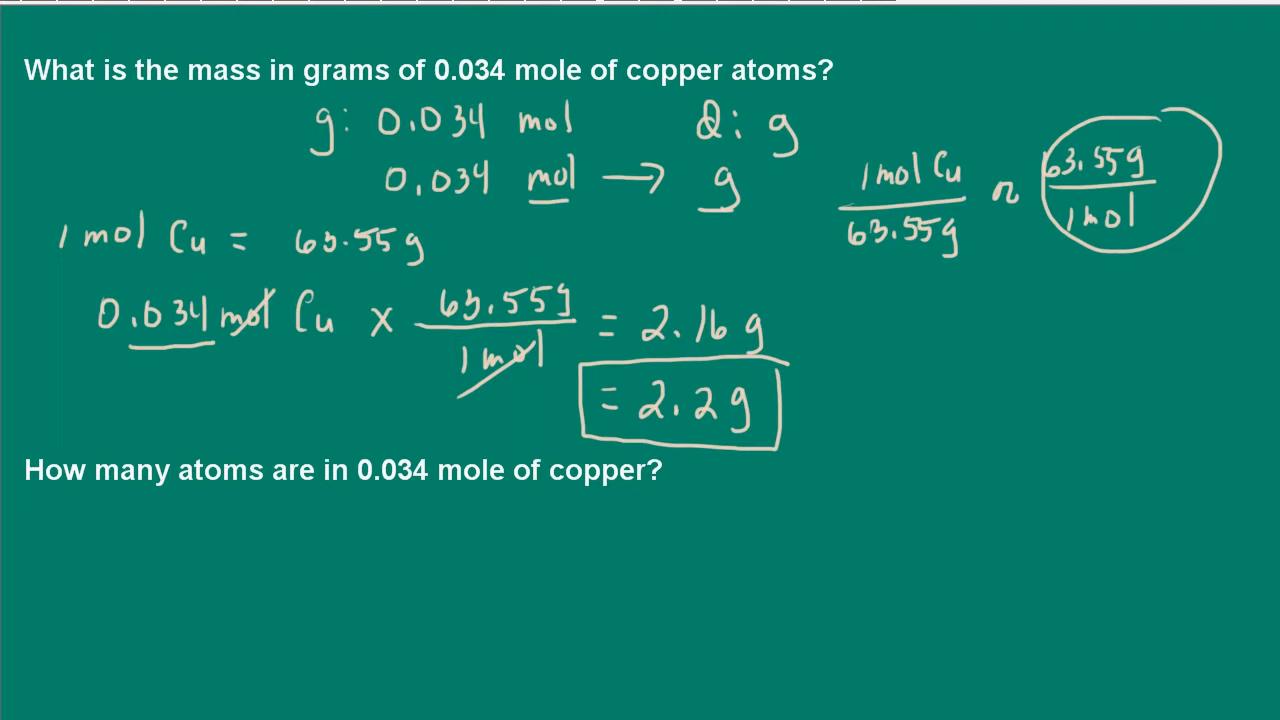 What is the mass in grams of 0.034 mole of copper atoms?
g: 0.034 mol Q: g
0.034 mol → g
1 mol Cu / 63.55g or 63.55g / 1 mol
1 mol Cu = 63.55 g
0.034 mol Cu x 63.55g / 1 mol = 2.16 g
= 2.2 g
How many atoms are in 0.034 mole of copper?